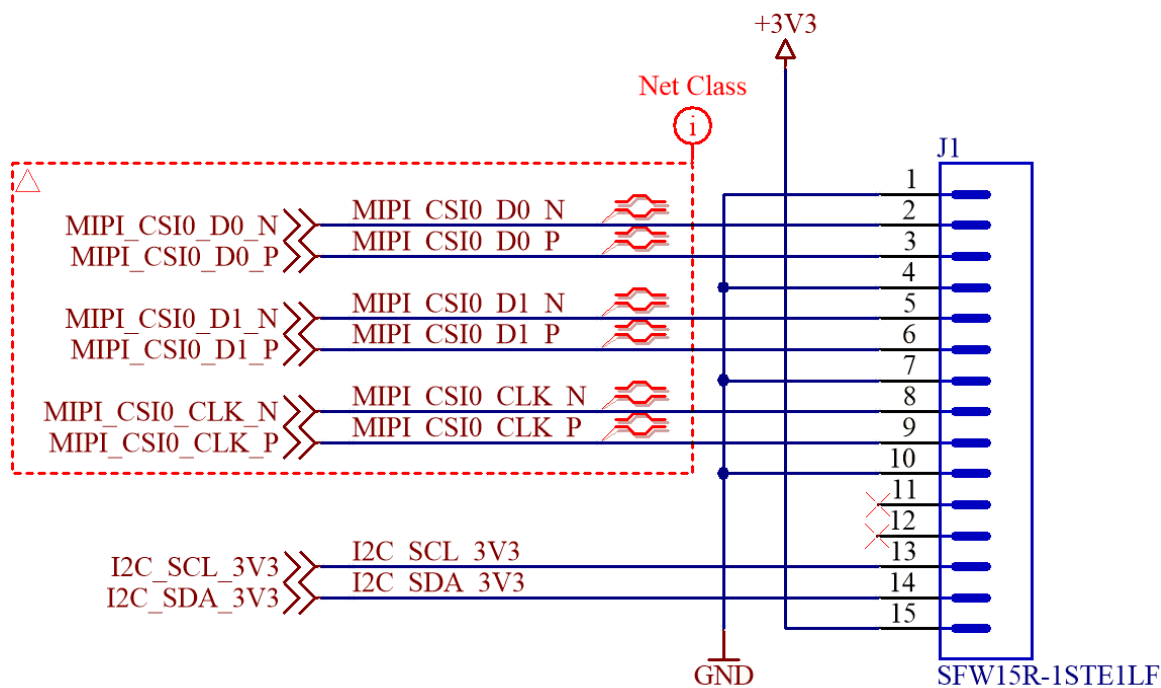 +3V3
Net Class
i
J1
1
MIPI_CSI0_D0_N MIPI_CSI0_D0_N 2
MIPI_CSI0_D0_P MIPI_CSI0_D0_P 3
4
MIPI_CSI0_D1_N MIPI_CSI0_D1_N 5
MIPI_CSI0_D1_P MIPI_CSI0_D1_P 6
7
MIPI_CSI0_CLK_N MIPI_CSI0_CLK_N 8
MIPI_CSI0_CLK_P MIPI_CSI0_CLK_P 9
10
11
12
I2C_SCL_3V3 I2C_SCL_3V3 13
I2C_SDA_3V3 I2C_SDA_3V3 14
15
GND
SFW15R-1STE1LF